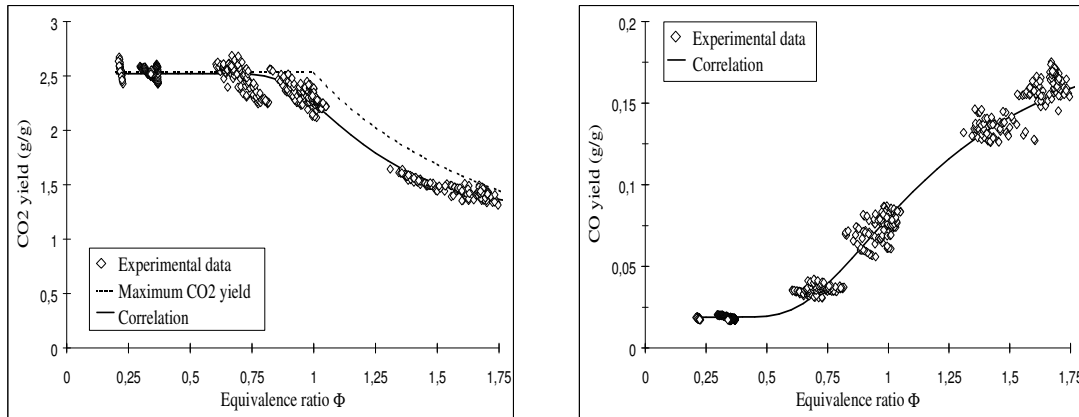 3
2,5
2
1,5
1
0,5
0
CO2 yield (g/g)
Experimental data
Maximum CO2 yield
Correlation
0 0,25 0,5 0,75 1 1,25 1,5 1,75
Equivalence ratio Φ
0,2
0,15
0,1
0,05
0
CO yield (g/g)
Experimental data
Correlation
0 0,25 0,5 0,75 1 1,25 1,5 1,75
Equivalence ratio Φ